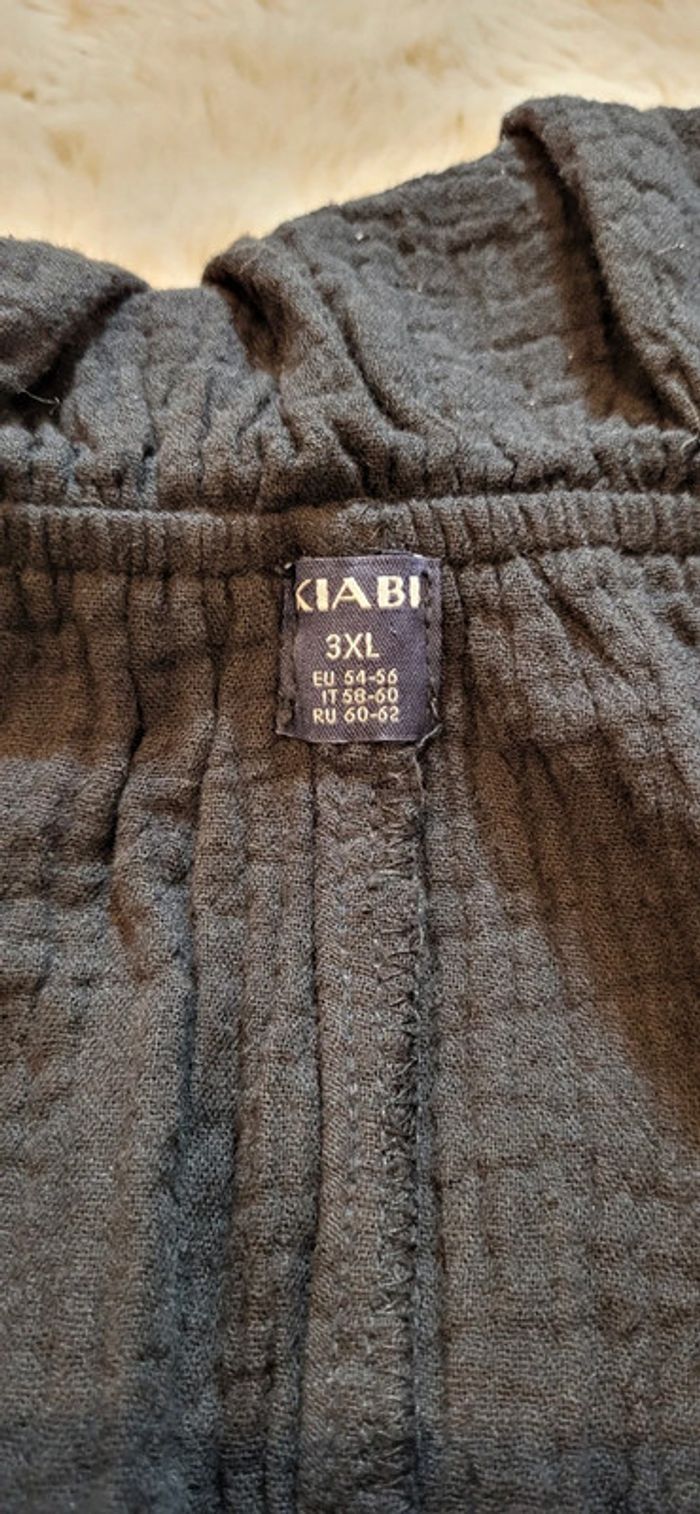 KIABI
3XL
EU 54-56
IT 58-60
RU 60-62